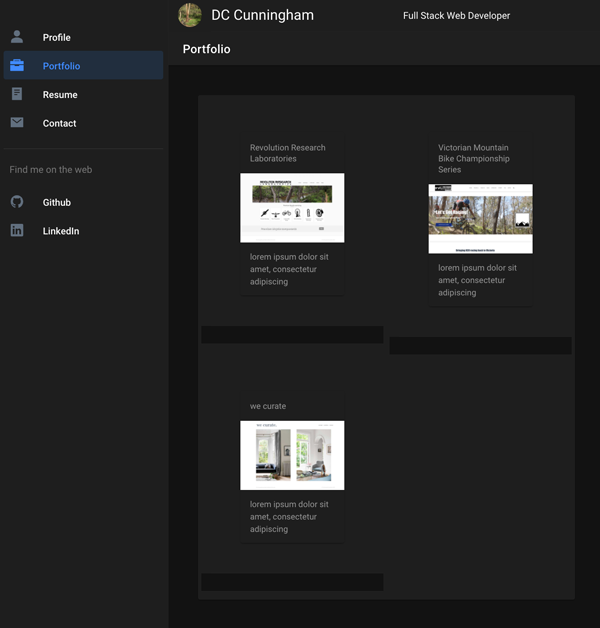 DC Cunningham
Full Stack Web Developer
Profile
Portfolio
Resume
Contact
Find me on the web
Github
LinkedIn
Portfolio
Revolution Research
Laboratories
lorem ipsum dolor sit
amet, consectetur
adipiscing
Victorian Mountain
Bike Championship
Series
lorem ipsum dolor sit
amet, consectetur
adipiscing
we curate
we curate.
lorem ipsum dolor sit
amet, consectetur
adipiscing